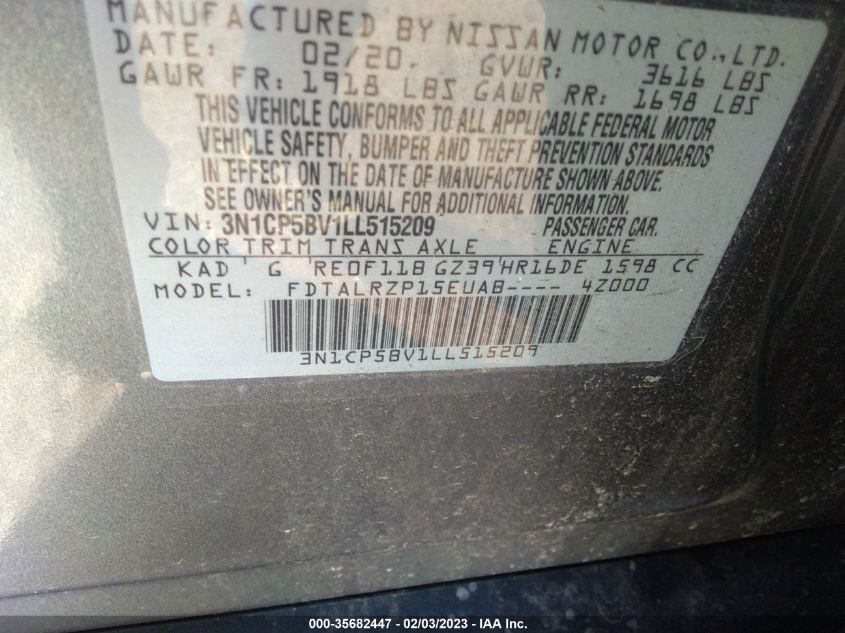 MANUFACTURED BY NISSAN MOTOR CO., LTD.
DATE: 02/20. GVWR: 3616 LBS
GAWR FR: 1918 LBS GAWR RR: 1698 LBS
THIS VEHICLE CONFORMS TO ALL APPLICABLE FEDERAL MOTOR
VEHICLE SAFETY, BUMPER AND THEFT PREVENTION STANDARDS
IN EFFECT ON THE DATE OF MANUFACTURE SHOWN ABOVE.
SEE OWNER'S MANUAL FOR ADDITIONAL INFORMATION.
VIN: 3N1CP5BV1LL515209 PASSENGER CAR.
COLOR TRIM TRANS AXLE ENGINE
KAD ' G ' RE0F11B GZ39'HR16DE 1598 CC
MODEL: FDTALRZP15EUAB---- 4Z000
3N1CP5BV1LL515209
000-35682447 - 02/03/2023 - IAA Inc.